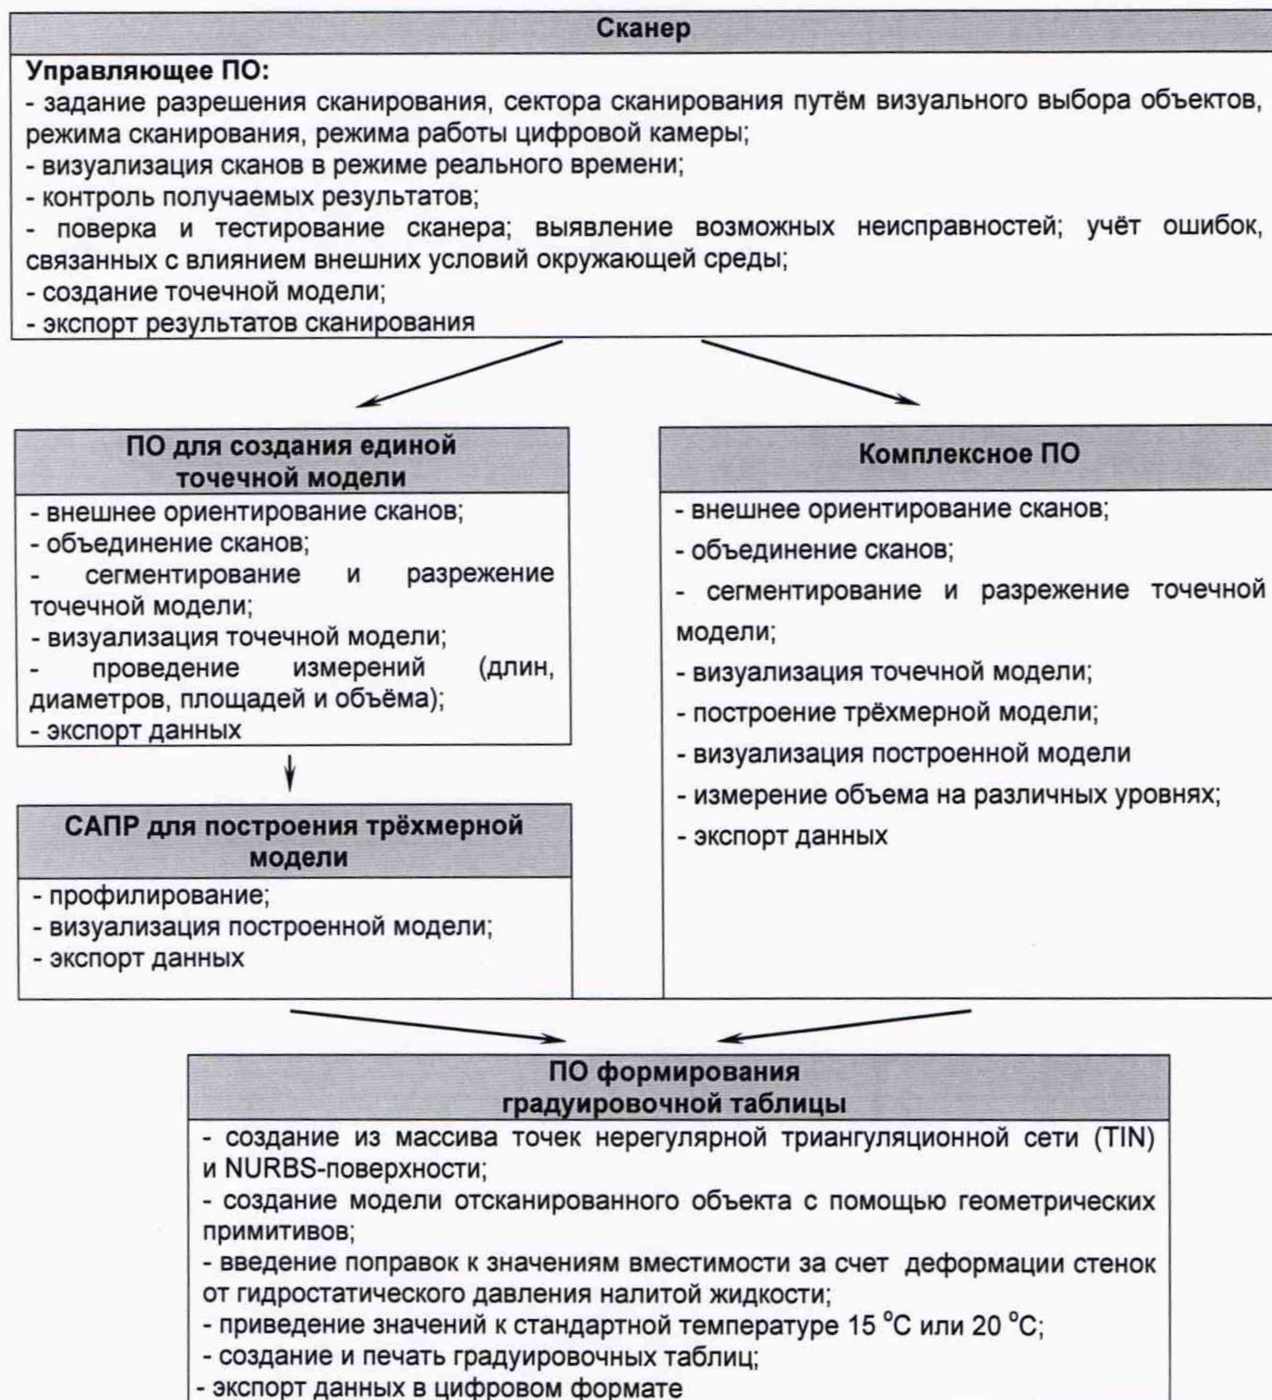 Сканер
Управляющее ПО:
- задание разрешения сканирования, сектора сканирования путём визуального выбора объектов,
режима сканирования, режима работы цифровой камеры;
- визуализация сканов в режиме реального времени;
- контроль получаемых результатов;
- поверка и тестирование сканера; выявление возможных неисправностей; учёт ошибок,
связанных с влиянием внешних условий окружающей среды;
- создание точечной модели;
- экспорт результатов сканирования
ПО для создания единой
точечной модели
- внешнее ориентирование сканов;
- объединение сканов;
- сегментирование и разрежение
точечной модели;
- визуализация точечной модели;
- проведение измерений (длин,
диаметров, площадей и объёма);
- экспорт данных
САПР для построения трёхмерной
модели
- профилирование;
- визуализация построенной модели;
- экспорт данных
Комплексное ПО
- внешнее ориентирование сканов;
- объединение сканов;
- сегментирование и разрежение точечной
модели;
- визуализация точечной модели;
- построение трёхмерной модели;
- визуализация построенной модели
- измерение объема на различных уровнях;
- экспорт данных
ПО формирования
градуировочной таблицы
- создание из массива точек нерегулярной триангуляционной сети (TIN)
и NURBS-поверхности;
- создание модели отсканированного объекта с помощью геометрических
примитивов;
- введение поправок к значениям вместимости за счет деформации стенок
от гидростатического давления налитой жидкости;
- приведение значений к стандартной температуре 15 °С или 20 °С;
- создание и печать градуировочных таблиц;
- экспорт данных в цифровом формате